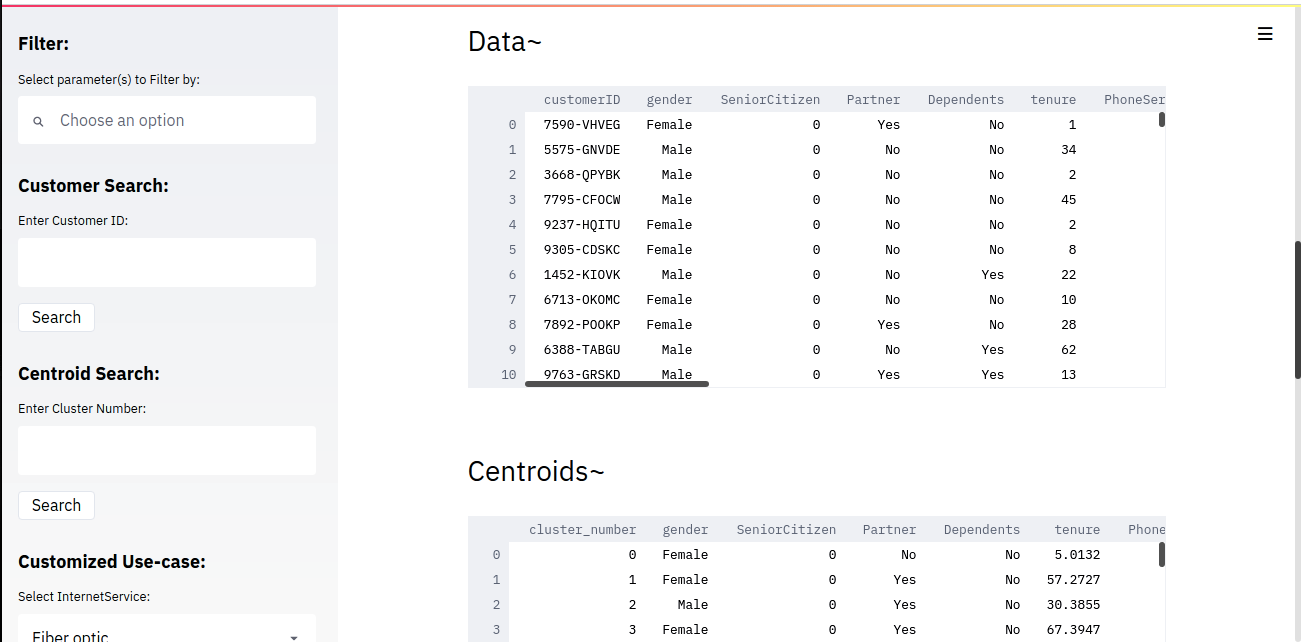 Filter:
Select parameter(s) to Filter by:
Choose an option
Customer Search:
Enter Customer ID:
Search
Centroid Search:
Enter Cluster Number:
Search
Customized Use-case:
Select InternetService:
Fiber optic
Data~
customerID gender SeniorCitizen Partner Dependents tenure PhoneSer
0 7590-VHVEG Female 0 Yes No 1
1 5575-GNVDE Male 0 No No 34
2 3668-QPYBK Male 0 No No 2
3 7795-CFOCW Male 0 No No 45
4 9237-HQITU Female 0 No No 2
5 9305-CDSKC Female 0 No No 8
6 1452-KIOVK Male 0 No Yes 22
7 6713-OKOMC Female 0 No No 10
8 7892-POOKP Female 0 Yes No 28
9 6388-TABGU Male 0 No Yes 62
10 9763-GRSKD Male 0 Yes Yes 13
Centroids~
cluster_number gender SeniorCitizen Partner Dependents tenure Phone
0 0 Female 0 No No 5.0132
1 1 Female 0 Yes No 57.2727
2 2 Male 0 Yes No 30.3855
3 3 Female 0 Yes No 67.3947